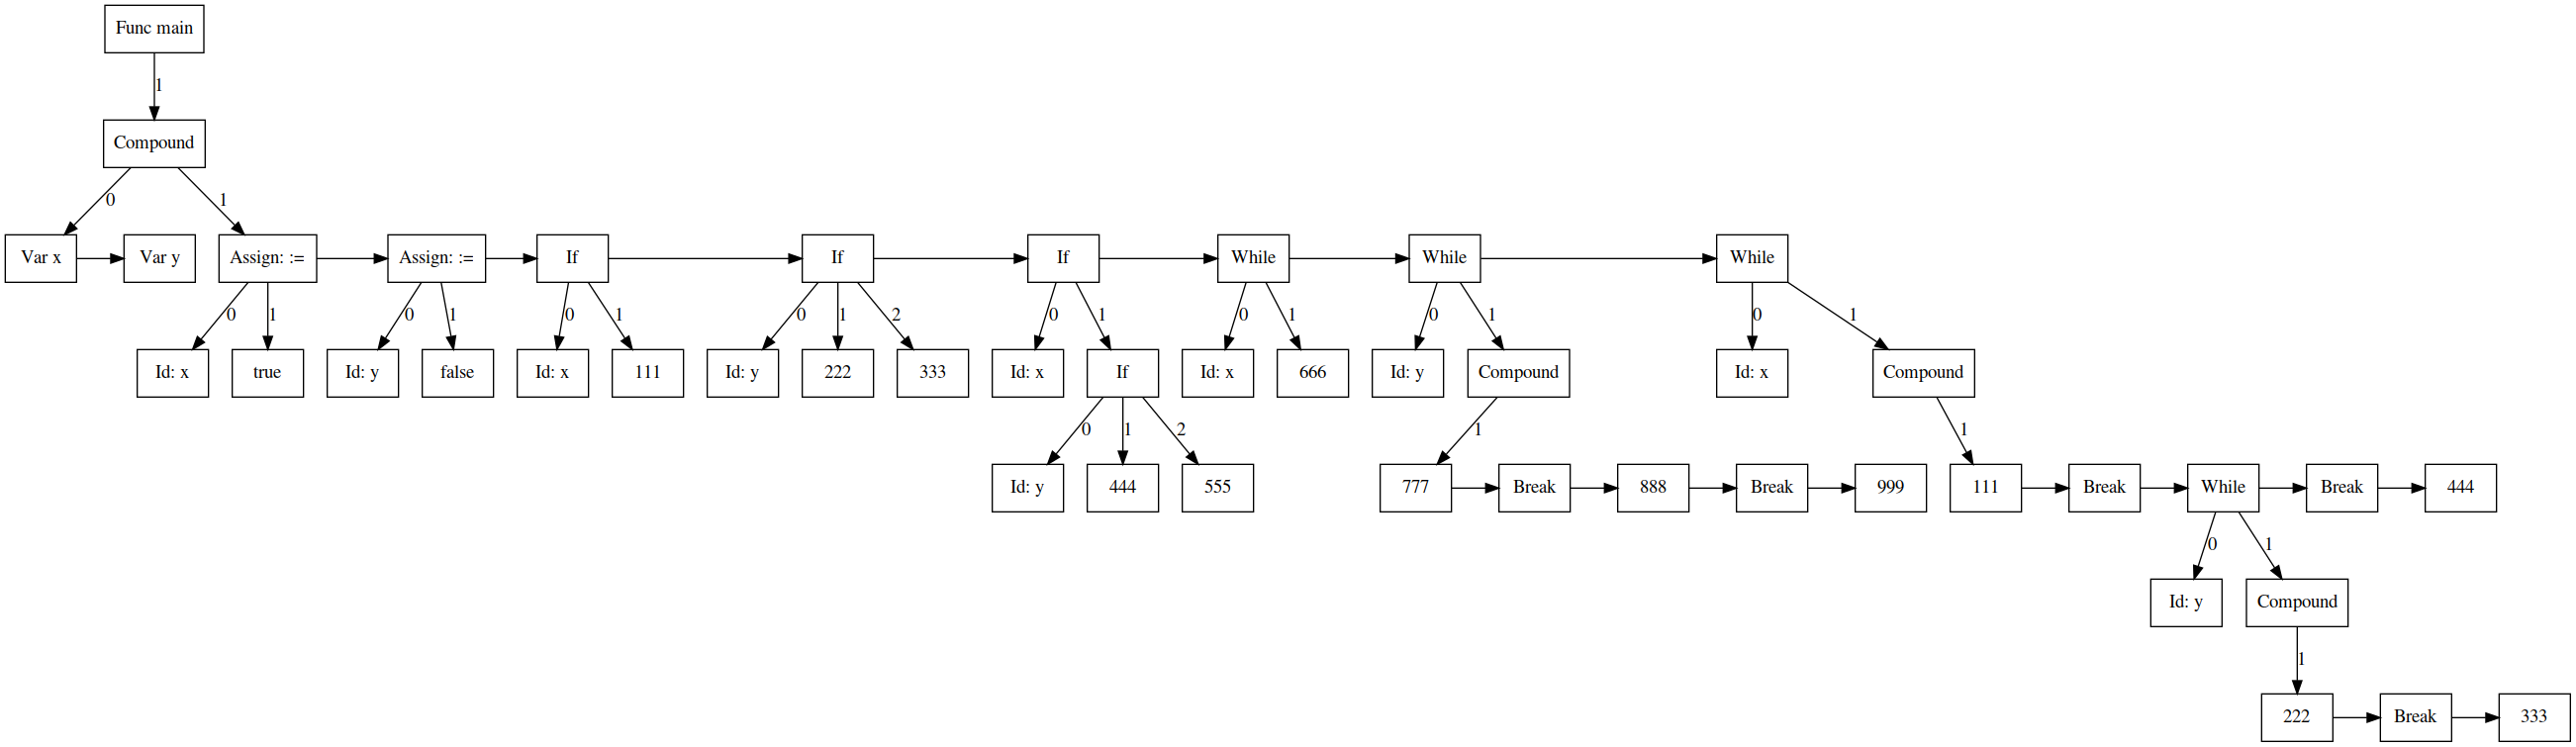 Func main
1
Compound
0 1
Var x Var y Assign: := Assign: := If If If While While While
0 1 0 1 0 1 0 1 2 0 1 0 1 0 1 0 1
Id: x true Id: y false Id: x 111 Id: y 222 333 Id: x If Id: x 666 Id: y Compound Id: x Compound
0 1 2 1 1
Id: y 444 555 777 Break 888 Break 999 111 Break While Break 444
0 1
Id: y Compound
1
222 Break 333